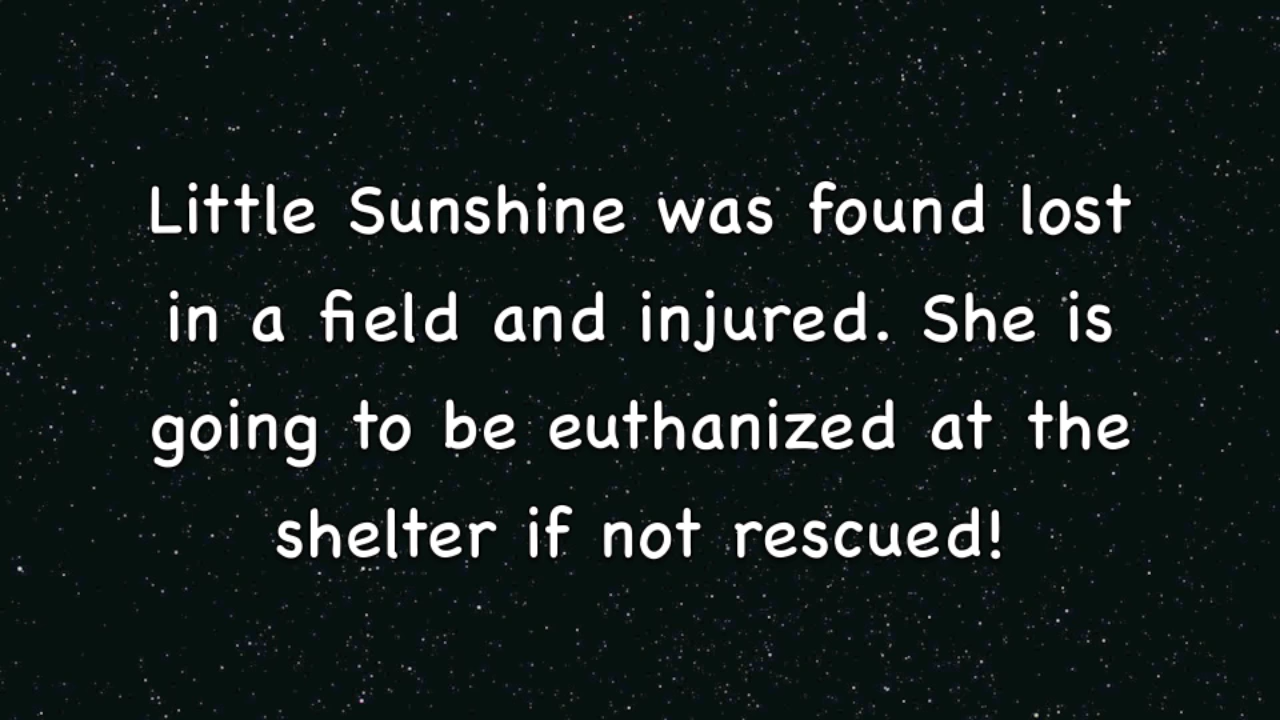 Little Sunshine was found lost
in a field and injured. She is
going to be euthanized at the
shelter if not rescued!